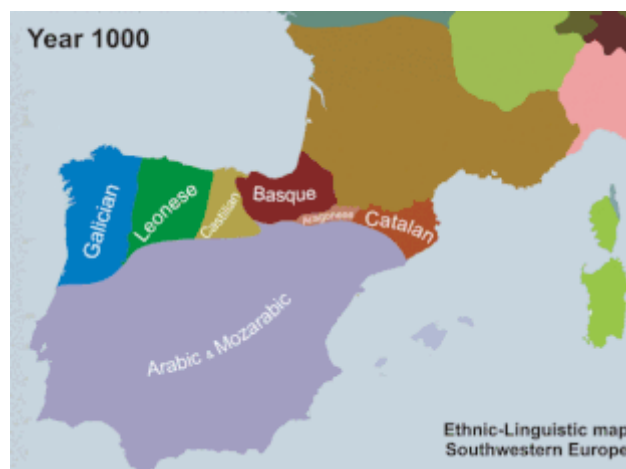 Year 1000
Galician
Leonese
Castilian
Basque
Aragonese
Catalan
Arabic & Mozarabic
Ethnic-Linguistic map
Southwestern Europe